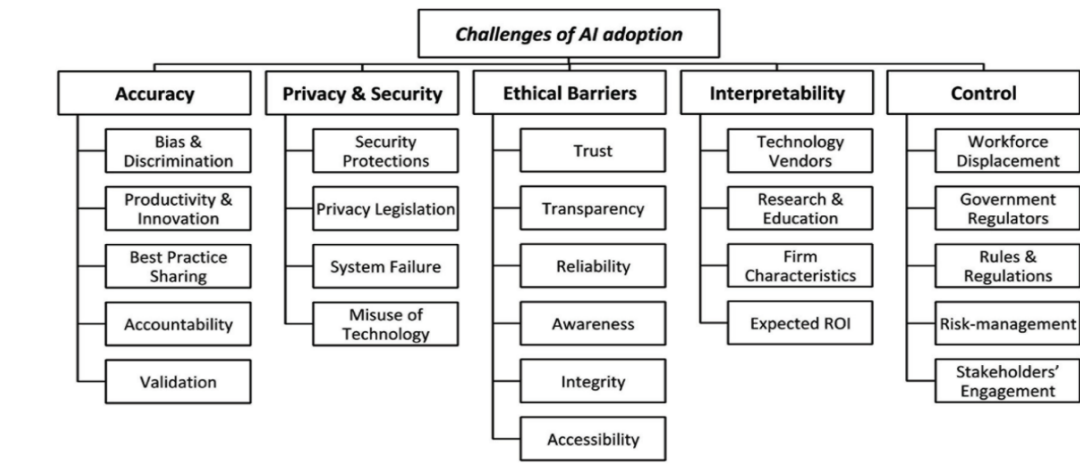 Challenges of AI adoption
Accuracy
Bias &
Discrimination
Productivity &
Innovation
Best Practice
Sharing
Accountability
Validation
Privacy & Security
Security
Protections
Privacy Legislation
System Failure
Misuse of
Technology
Ethical Barriers
Trust
Transparency
Reliability
Awareness
Integrity
Accessibility
Interpretability
Technology
Vendors
Research &
Education
Firm
Characteristics
Expected ROI
Control
Workforce
Displacement
Government
Regulators
Rules &
Regulations
Risk-management
Stakeholders’
Engagement